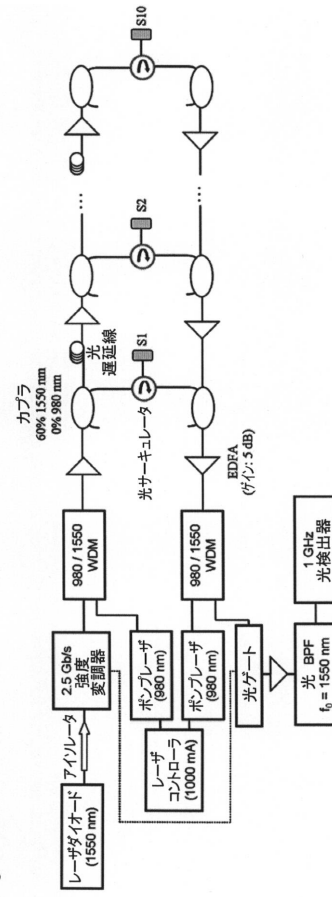 レーザダイオード
(1550 nm)
アイソレータ
2.5 Gb/s
強度
変調器
980 / 1550
WDM
カプラ
60% 1550 nm
0% 980 nm
光
遅延線
...
S1
S2
S10
光サーキュレータ
レーザ
コントローラ
(1000 mA)
ポンプレーザ
(980 nm)
ポンプレーザ
(980 nm)
980 / 1550
WDM
EDFA
(ゲイン: 5 dB)
...
光ゲート
光 BPF
f₀ = 1550 nm
1 GHz
光検出器